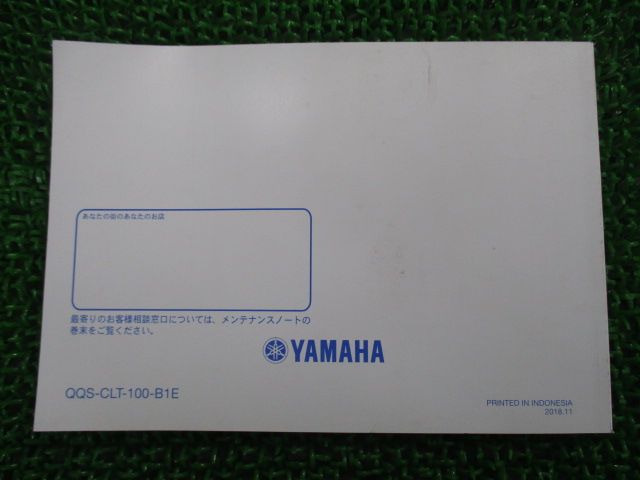 あなたの街のあなたのお店
最寄りのお客様相談窓口については、メンテナンスノートの
巻末をご覧ください。
YAMAHA
QQS-CLT-100-B1E
PRINTED IN INDONESIA
2018.11